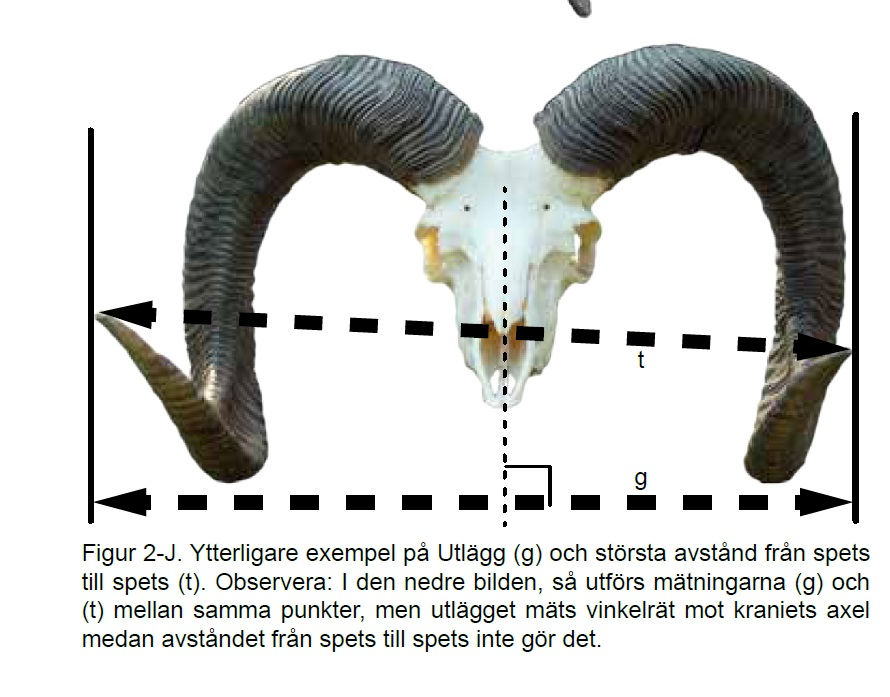 t
g
Figur 2-J. Ytterligare exempel på Utlägg (g) och största avstånd från spets
till spets (t). Observera: I den nedre bilden, så utförs mätningarna (g) och
(t) mellan samma punkter, men utlägget mäts vinkelrät mot kraniets axel
medan avståndet från spets till spets inte gör det.